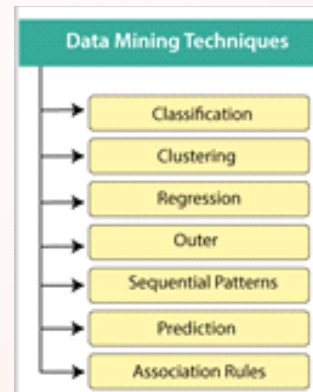 Data Mining Techniques
Classification
Clustering
Regression
Outer
Sequential Patterns
Prediction
Association Rules